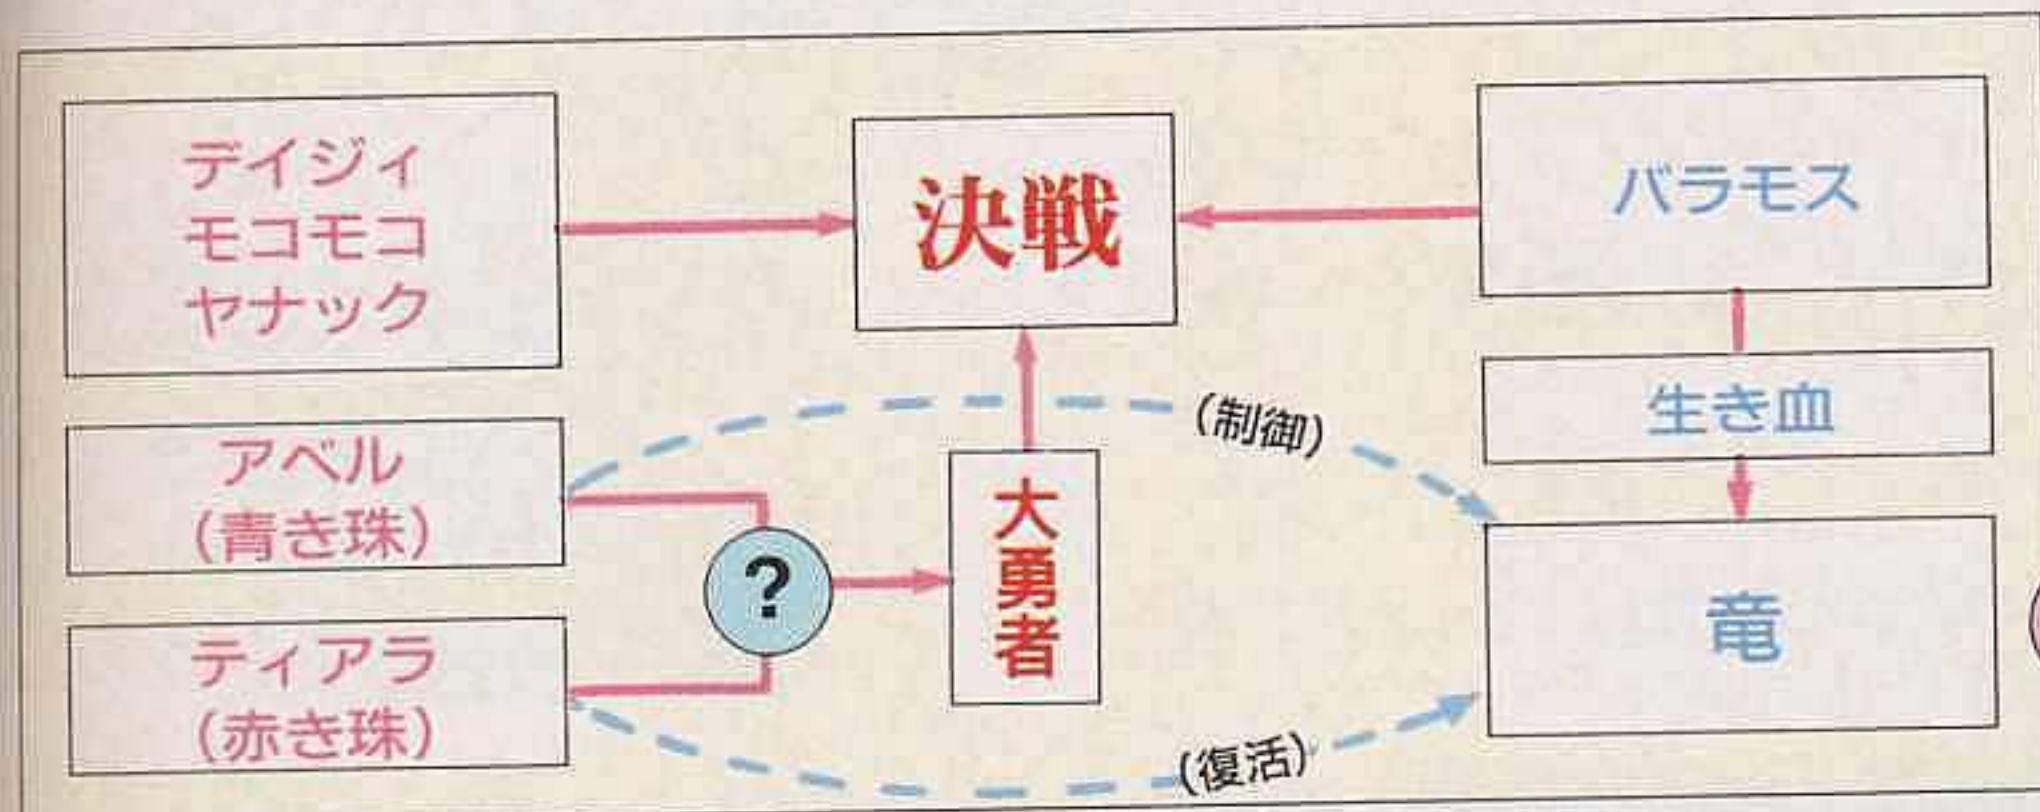 デイジィ
モコモコ
ヤナック
決戦
バラモス
生き血
アベル
(青き珠)
(制御)
?
大勇者
竜
ティアラ
(赤き珠)
(復活)